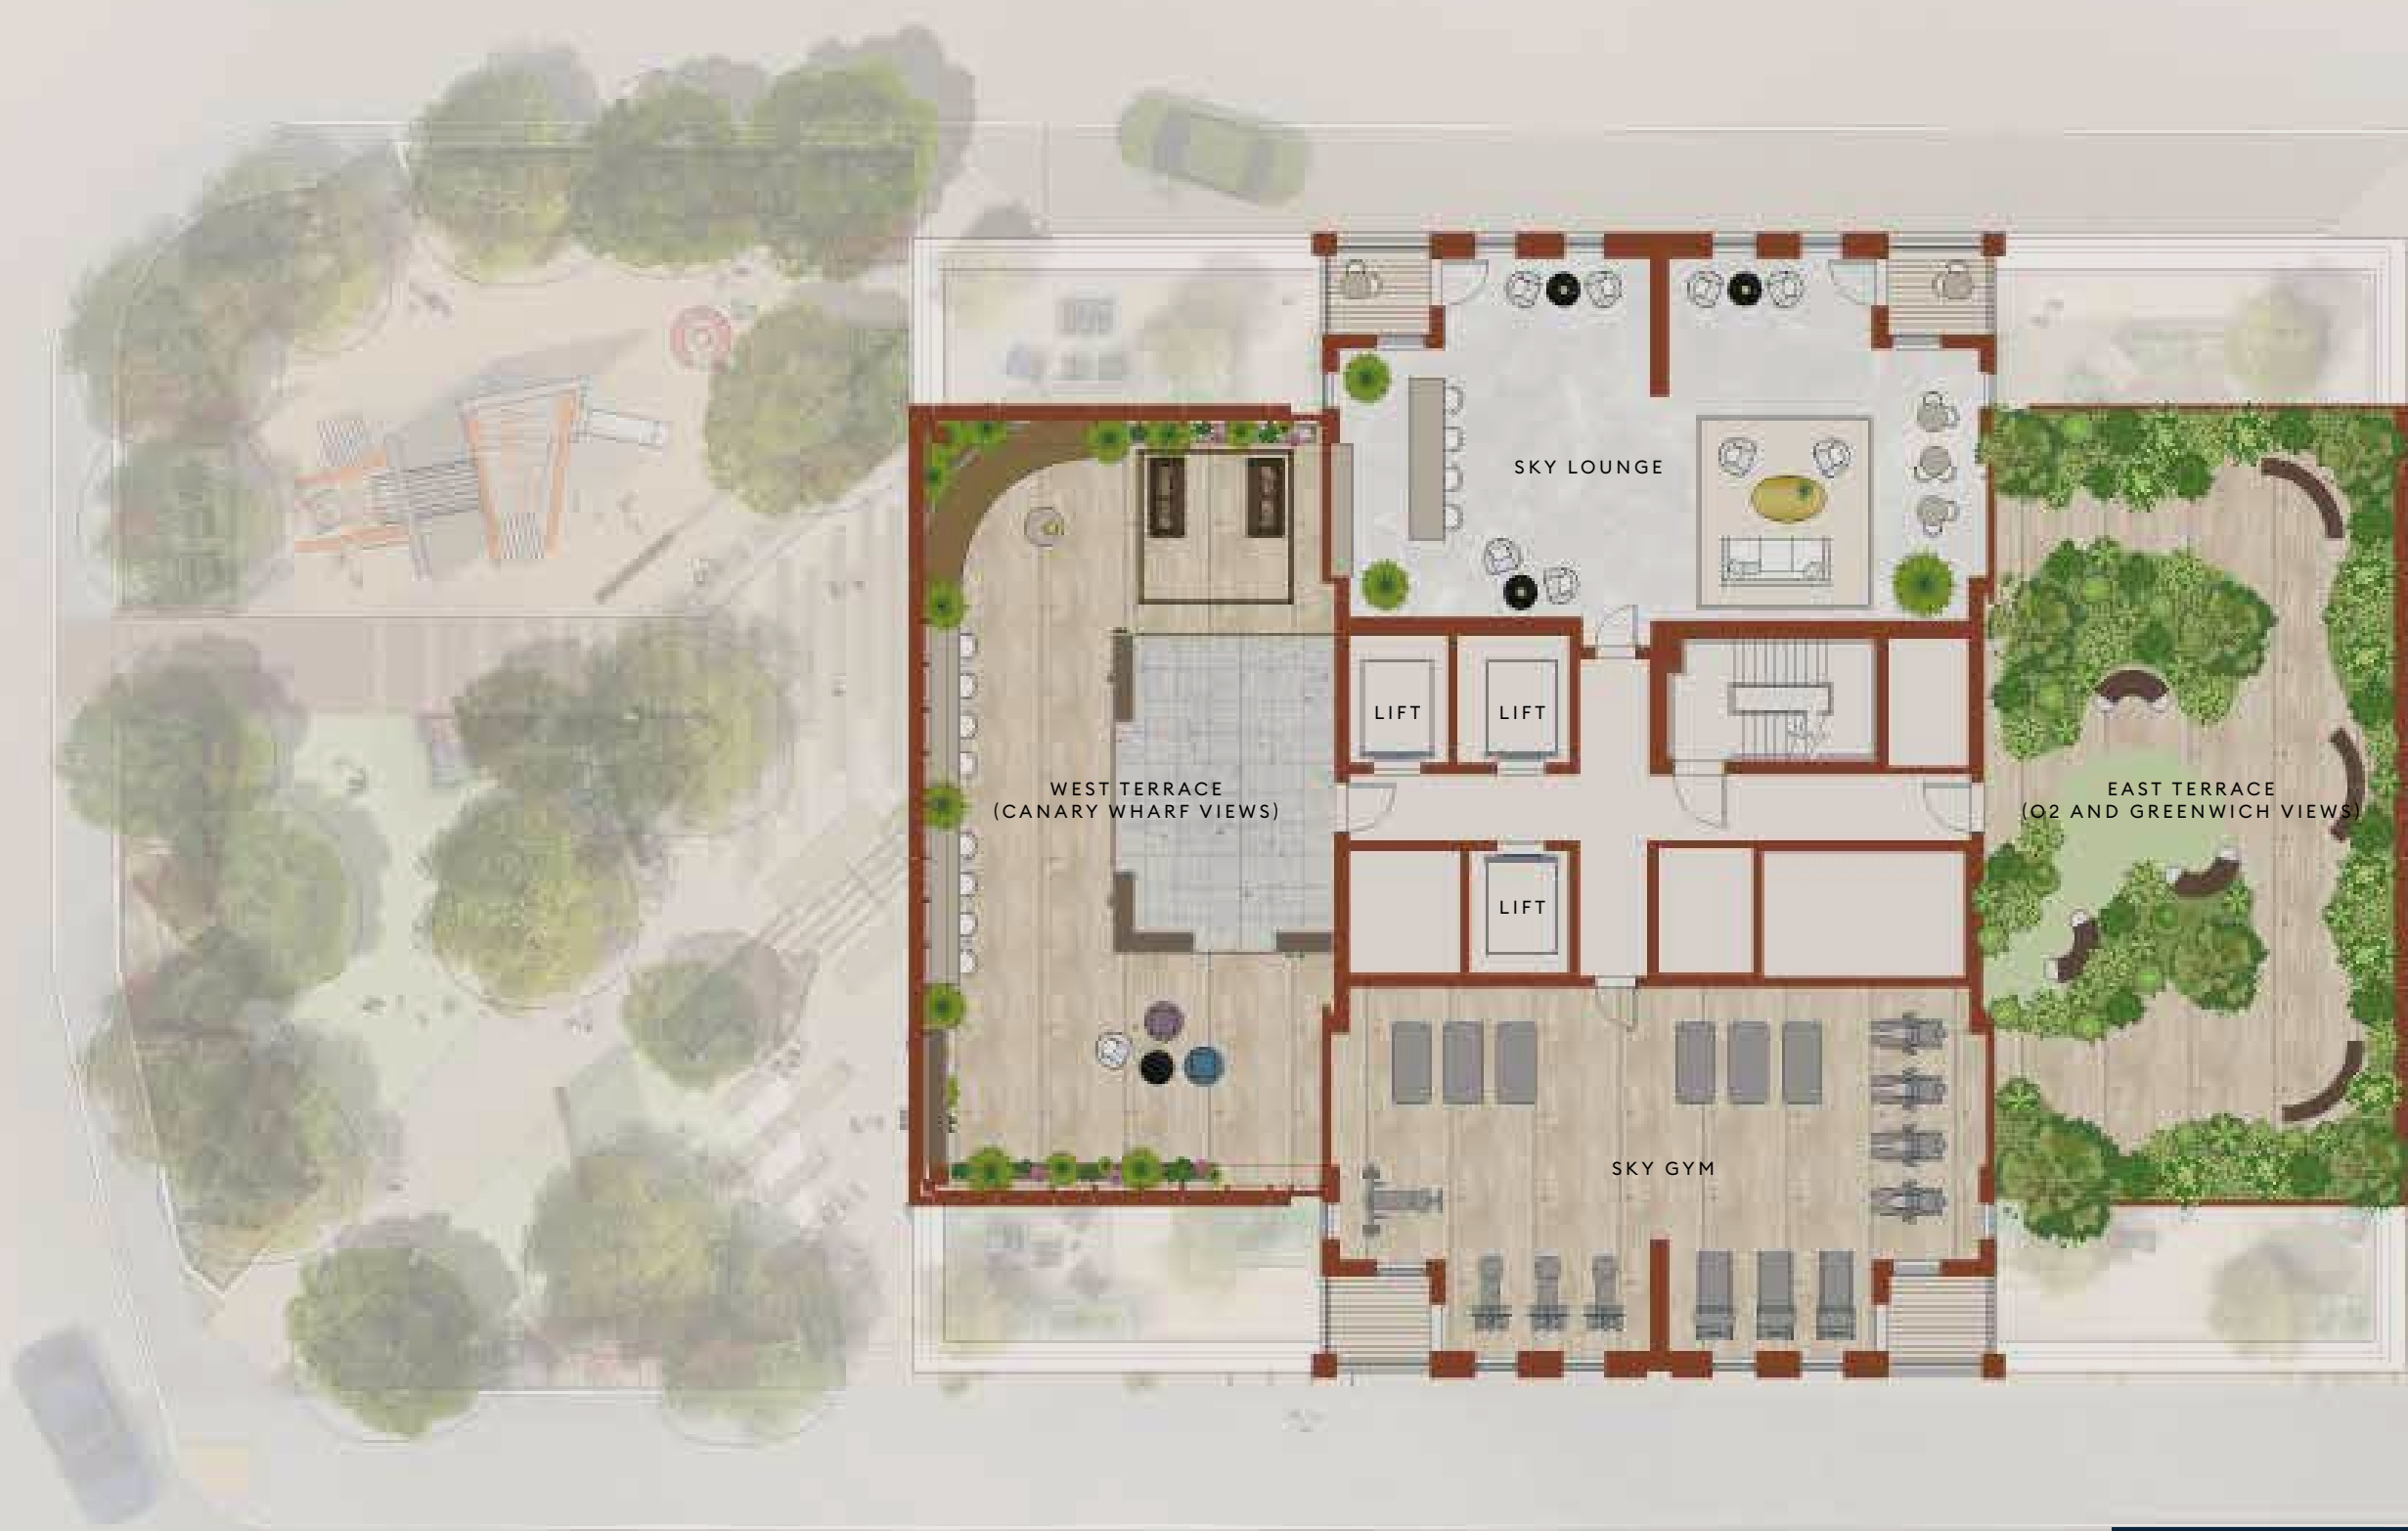 SKY LOUNGE
LIFT
LIFT
WEST TERRACE
(CANARY WHARF VIEWS)
EAST TERRACE
(O2 AND GREENWICH VIEWS)
LIFT
SKY GYM